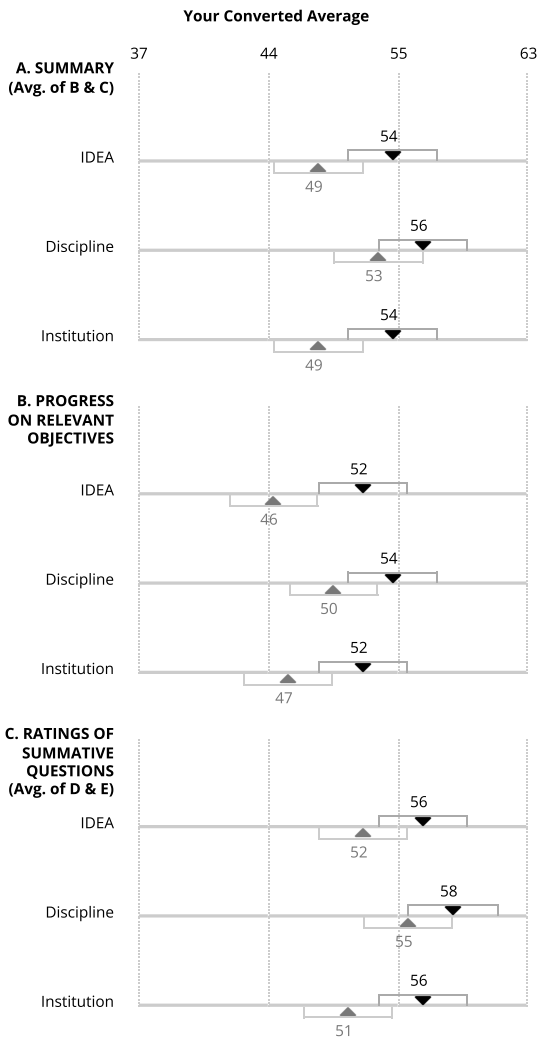 Your Converted Average
37 44 55 63
A. SUMMARY
(Avg. of B & C)
54
IDEA
49
56
Discipline
53
54
Institution
49
B. PROGRESS
ON RELEVANT
OBJECTIVES
52
IDEA
46
54
Discipline
50
52
Institution
47
C. RATINGS OF
SUMMATIVE
QUESTIONS
(Avg. of D & E)
56
IDEA
52
58
Discipline
55
56
Institution
51